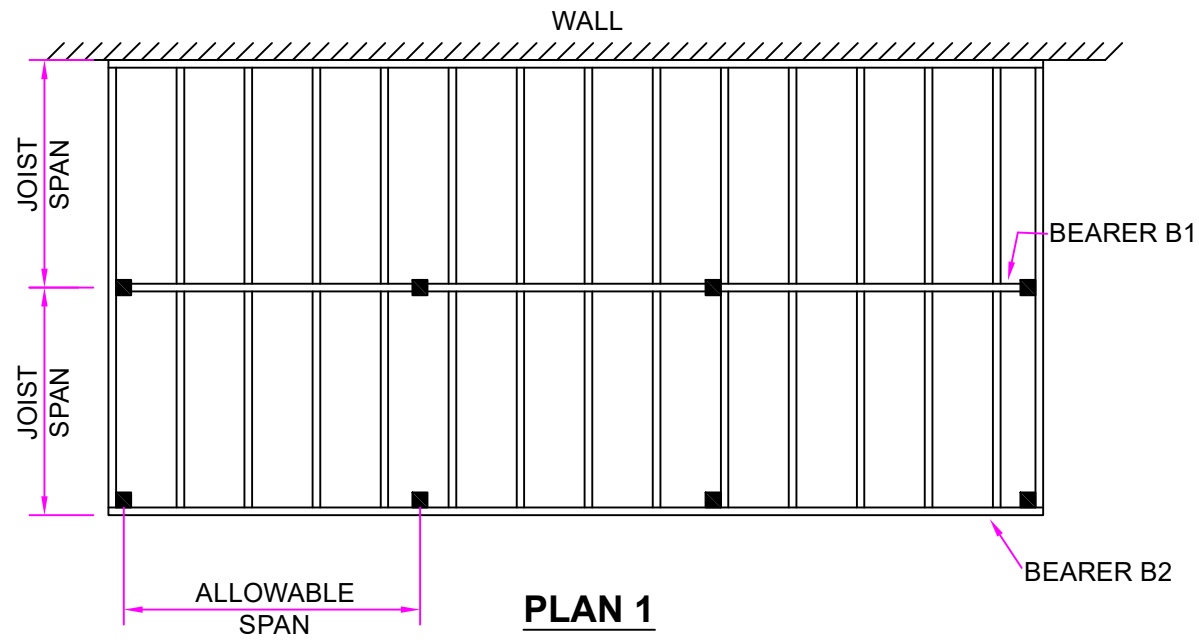 WALL
JOIST
SPAN
BEARER B1
JOIST
SPAN
BEARER B2
ALLOWABLE
SPAN
PLAN 1